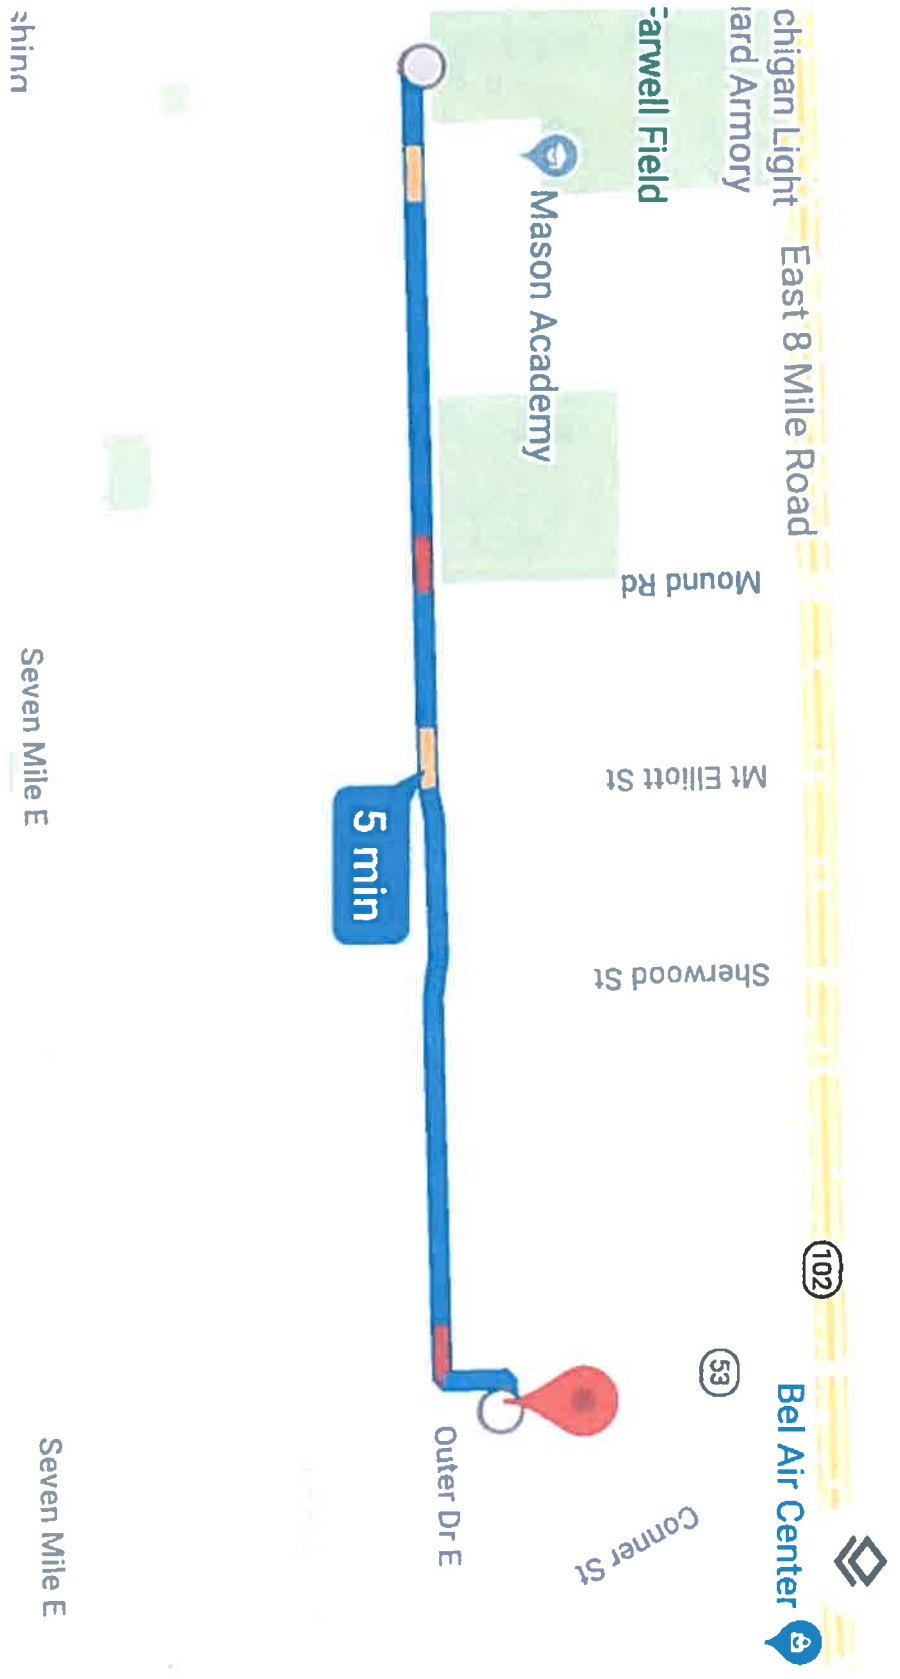 chigan Light
ard Armory
arwell Field
East 8 Mile Road
Mason Academy
Mound Rd
Mt Elliott St
Sherwood St
5 min
102
53
Bel Air Center
Outer Dr E
Conner St
Seven Mile E
Seven Mile E